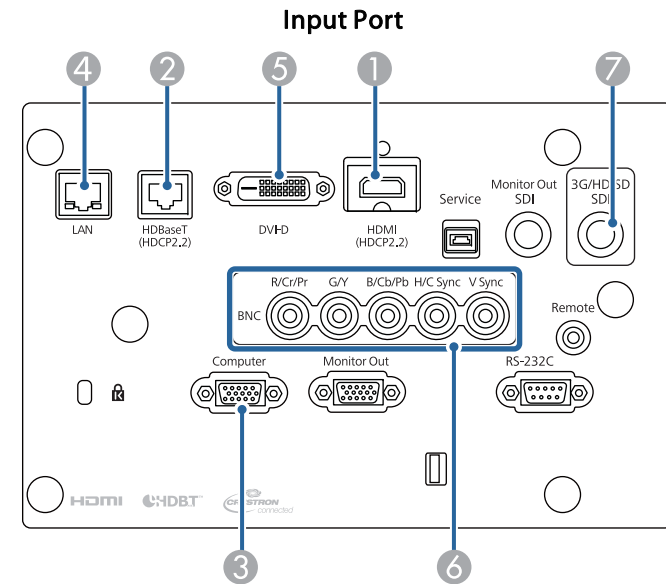 Input Port
4 2 5 1 7
Monitor Out
SDI
3G/HD/SD
SDI
Service
LAN
HDBaseT
(HDCP2.2)
DVI-D
HDMI
(HDCP2.2)
R/Cr/Pr G/Y B/Cb/Pb H/C Sync V Sync
BNC
Remote
Computer
Monitor Out
RS-232C
K
HDMI
HDBT
CRESTRON
connected
3 6